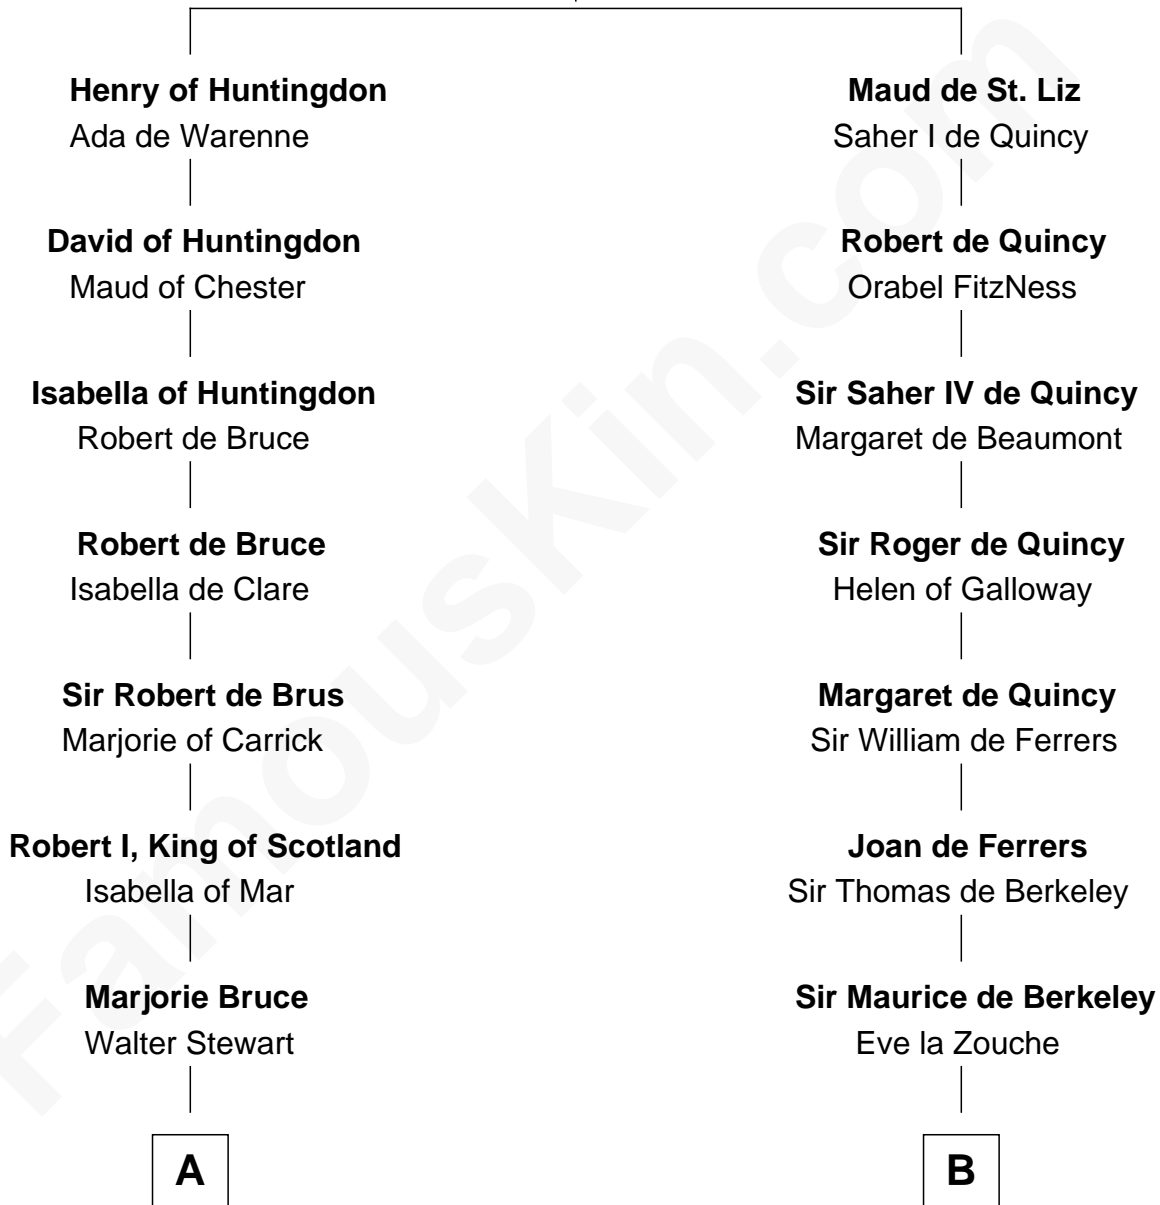 Henry of Huntingdon
Ada de Warenne
David of Huntingdon
Maud of Chester
Isabella of Huntingdon
Robert de Bruce
Robert de Bruce
Isabella de Clare
Sir Robert de Brus
Marjorie of Carrick
Robert I, King of Scotland
Isabella of Mar
Marjorie Bruce
Walter Stewart
A
Maud de St. Liz
Saher I de Quincy
Robert de Quincy
Orabel FitzNess
Sir Saher IV de Quincy
Margaret de Beaumont
Sir Roger de Quincy
Helen of Galloway
Margaret de Quincy
Sir William de Ferrers
Joan de Ferrers
Sir Thomas de Berkeley
Sir Maurice de Berkeley
Eve la Zouche
B
FamousKin.com